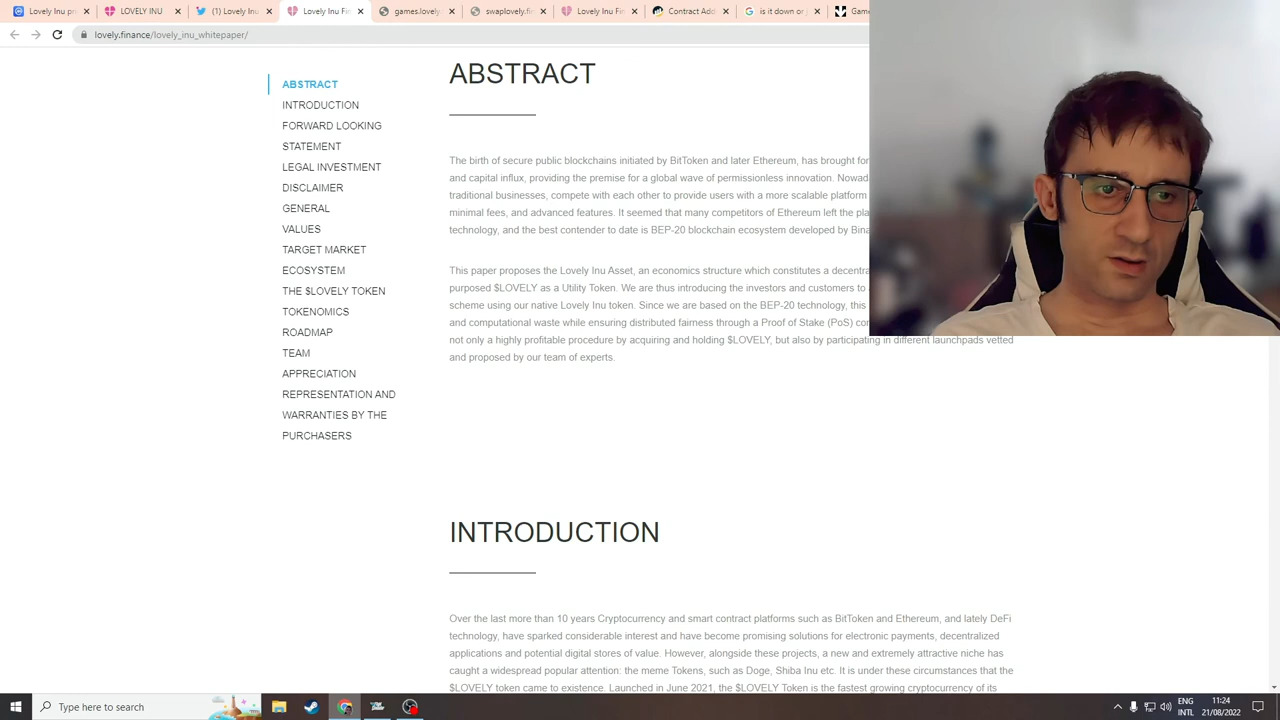 Lovely Inu pri
LOVELY INU
(1) Lovely Inu
Lovely Inu Fi
games.lovely
swaplovely.fi
Lovely Inu Fin
Contract Add
is it down or j
Gam
lovely.finance/lovely_inu_whitepaper/
ABSTRACT
INTRODUCTION
FORWARD LOOKING
STATEMENT
LEGAL INVESTMENT
DISCLAIMER
GENERAL
VALUES
TARGET MARKET
ECOSYSTEM
THE $LOVELY TOKEN
TOKENOMICS
ROADMAP
TEAM
APPRECIATION
REPRESENTATION AND
WARRANTIES BY THE
PURCHASERS
ABSTRACT
The birth of secure public blockchains initiated by BitToken and later Ethereum, has brought for
and capital influx, providing the premise for a global wave of permissionless innovation. Nowad
traditional businesses, compete with each other to provide users with a more scalable platform
minimal fees, and advanced features. It seemed that many competitors of Ethereum left the pla
technology, and the best contender to date is BEP-20 blockchain ecosystem developed by Bina
This paper proposes the Lovely Inu Asset, an economics structure which constitutes a decentra
purposed $LOVELY as a Utility Token. We are thus introducing the investors and customers to
scheme using our native Lovely Inu token. Since we are based on the BEP-20 technology, this
and computational waste while ensuring distributed fairness through a Proof of Stake (PoS) con
not only a highly profitable procedure by acquiring and holding $LOVELY, but also by participating in different launchpads vetted
and proposed by our team of experts.
INTRODUCTION
Over the last more than 10 years Cryptocurrency and smart contract platforms such as BitToken and Ethereum, and lately DeFi
technology, have sparked considerable interest and have become promising solutions for electronic payments, decentralized
applications and potential digital stores of value. However, alongside these projects, a new and extremely attractive niche has
caught a widespread popular attention: the meme Tokens, such as Doge, Shiba Inu etc. It is under these circumstances that the
$LOVELY token came to existence. Launched in June 2021, the $LOVELY Token is the fastest growing cryptocurrency of its
Type here to search
ENG
INTL
11:24
21/08/2022